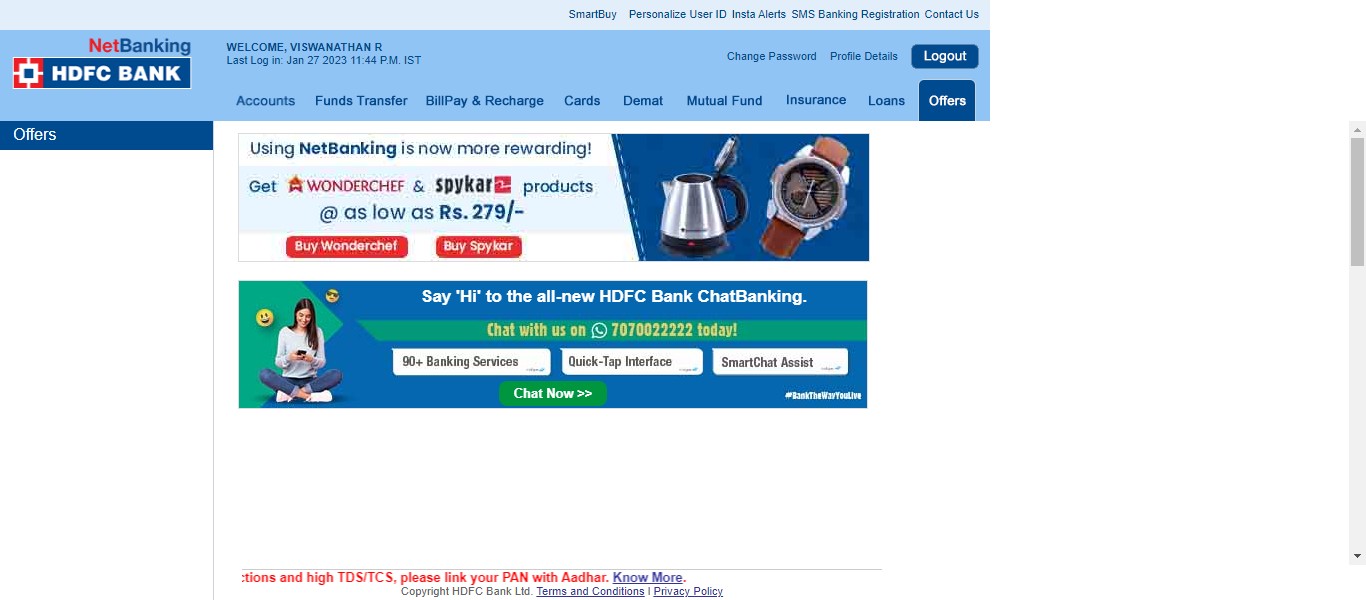 SmartBuy Personalize User ID Insta Alerts SMS Banking Registration Contact Us
NetBanking
HDFC BANK
WELCOME, VISWANATHAN R
Last Log in: Jan 27 2023 11:44 P.M. IST
Change Password Profile Details Logout
Accounts Funds Transfer BillPay & Recharge Cards Demat Mutual Fund Insurance Loans Offers
Offers
Using NetBanking is now more rewarding!
Get WONDERCHEF & spykar products
@ as low as Rs. 279/-
Buy Wonderchef Buy Spykar
Say 'Hi' to the all-new HDFC Bank ChatBanking.
Chat with us on 7070022222 today!
90+ Banking Services Quick-Tap Interface SmartChat Assist
Chat Now >>
#BankTheWayYouLive
ctions and high TDS/TCS, please link your PAN with Aadhar. Know More.
Copyright HDFC Bank Ltd. Terms and Conditions | Privacy Policy